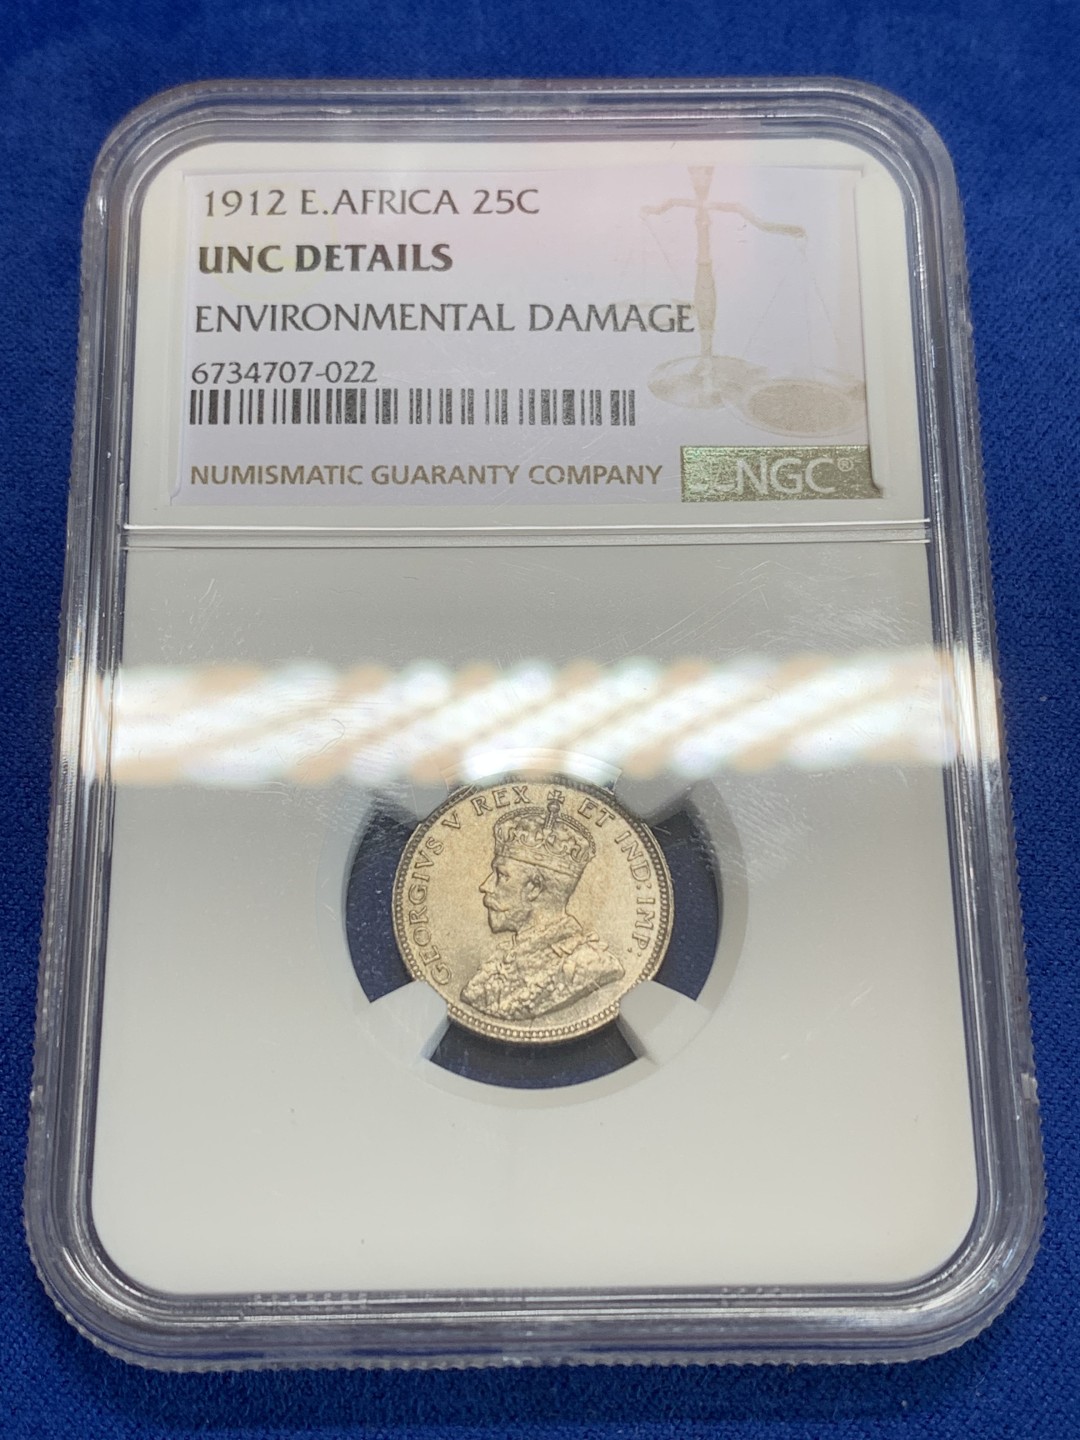 1912 E.AFRICA 25C
UNC DETAILS
ENVIRONMENTAL DAMAGE
6734707-022
NUMISMATIC GUARANTY COMPANY
NGC®
GEORGIVS V REX ET IND: IMP: